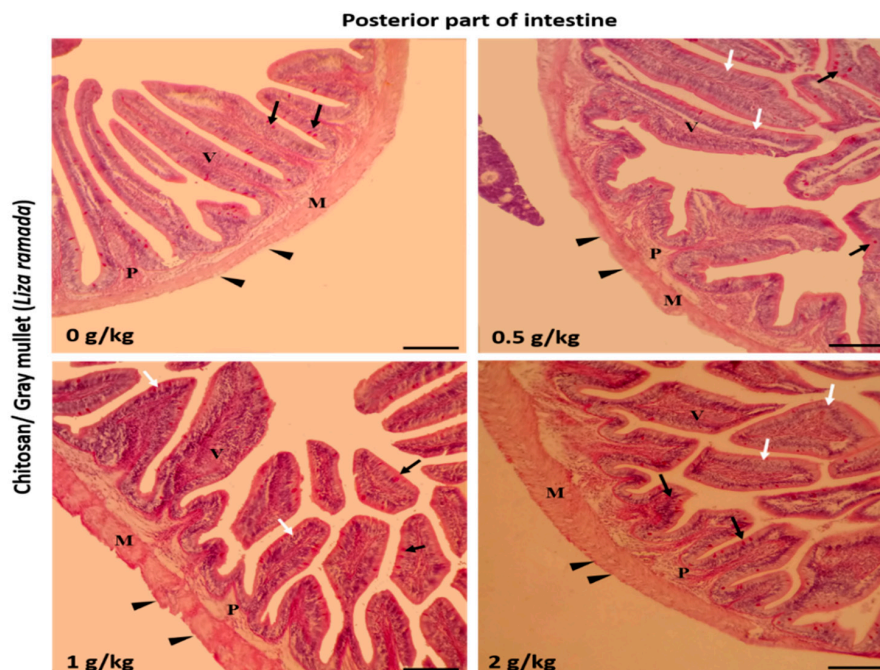 Posterior part of intestine
Chitosan/ Gray mullet (Liza ramada)
V
M
P
0 g/kg
V
P
M
0.5 g/kg
V
M
P
1 g/kg
V
M
P
2 g/kg